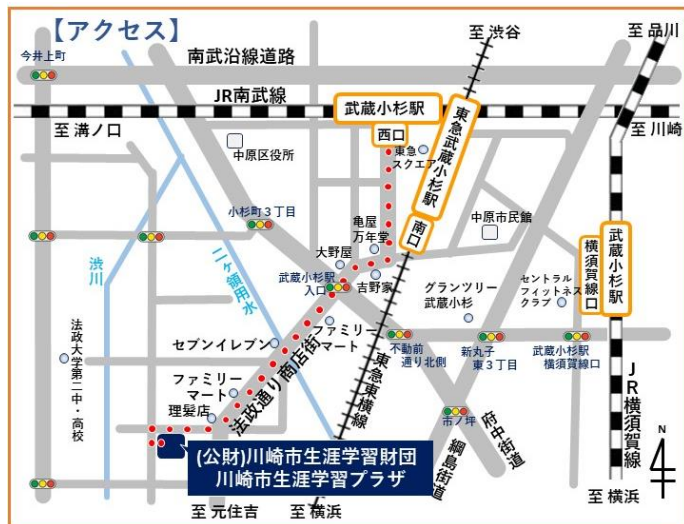 【アクセス】
至 渋谷
至 品川
今井上町
南武沿線道路
JR南武線
武蔵小杉駅
西口
東急武蔵小杉駅
南口
至 溝ノ口
至 川崎
中原区役所
東急
スクエア
小杉町3丁目
中原市民館
亀屋
万年堂
大野屋
吉野家
武蔵小杉駅
入口
渋川
二ヶ領用水
グランツリー
武蔵小杉
セントラル
フィットネス
クラブ
横須賀線口
武蔵小杉駅
ファミリー
マート
セブンイレブン
法政通り商店街
法政大学第二中・高校
不動前
通り北側
新丸子
東3丁目
武蔵小杉駅
横須賀線口
東急東横線
JR横須賀線
ファミリー
マート
理髪店
市ノ坪
府中街道
綱島街道
N
(公財)川崎市生涯学習財団
川崎市生涯学習プラザ
至 元住吉
至 横浜
至 横浜